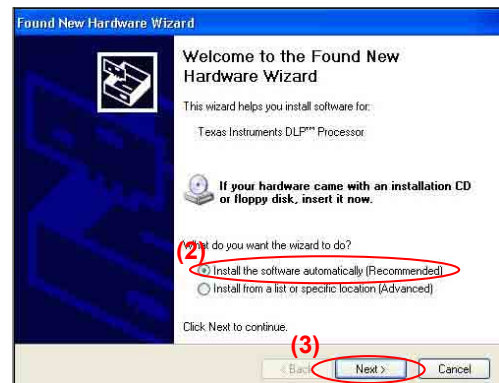 Found New Hardware Wizard
Welcome to the Found New
Hardware Wizard
This wizard helps you install software for:
Texas Instruments DLP™ Processor
If your hardware came with an installation CD
or floppy disk, insert it now.
What do you want the wizard to do?
(2)
Install the software automatically (Recommended)
Install from a list or specific location (Advanced)
Click Next to continue.
(3)
< Back
Next >
Cancel